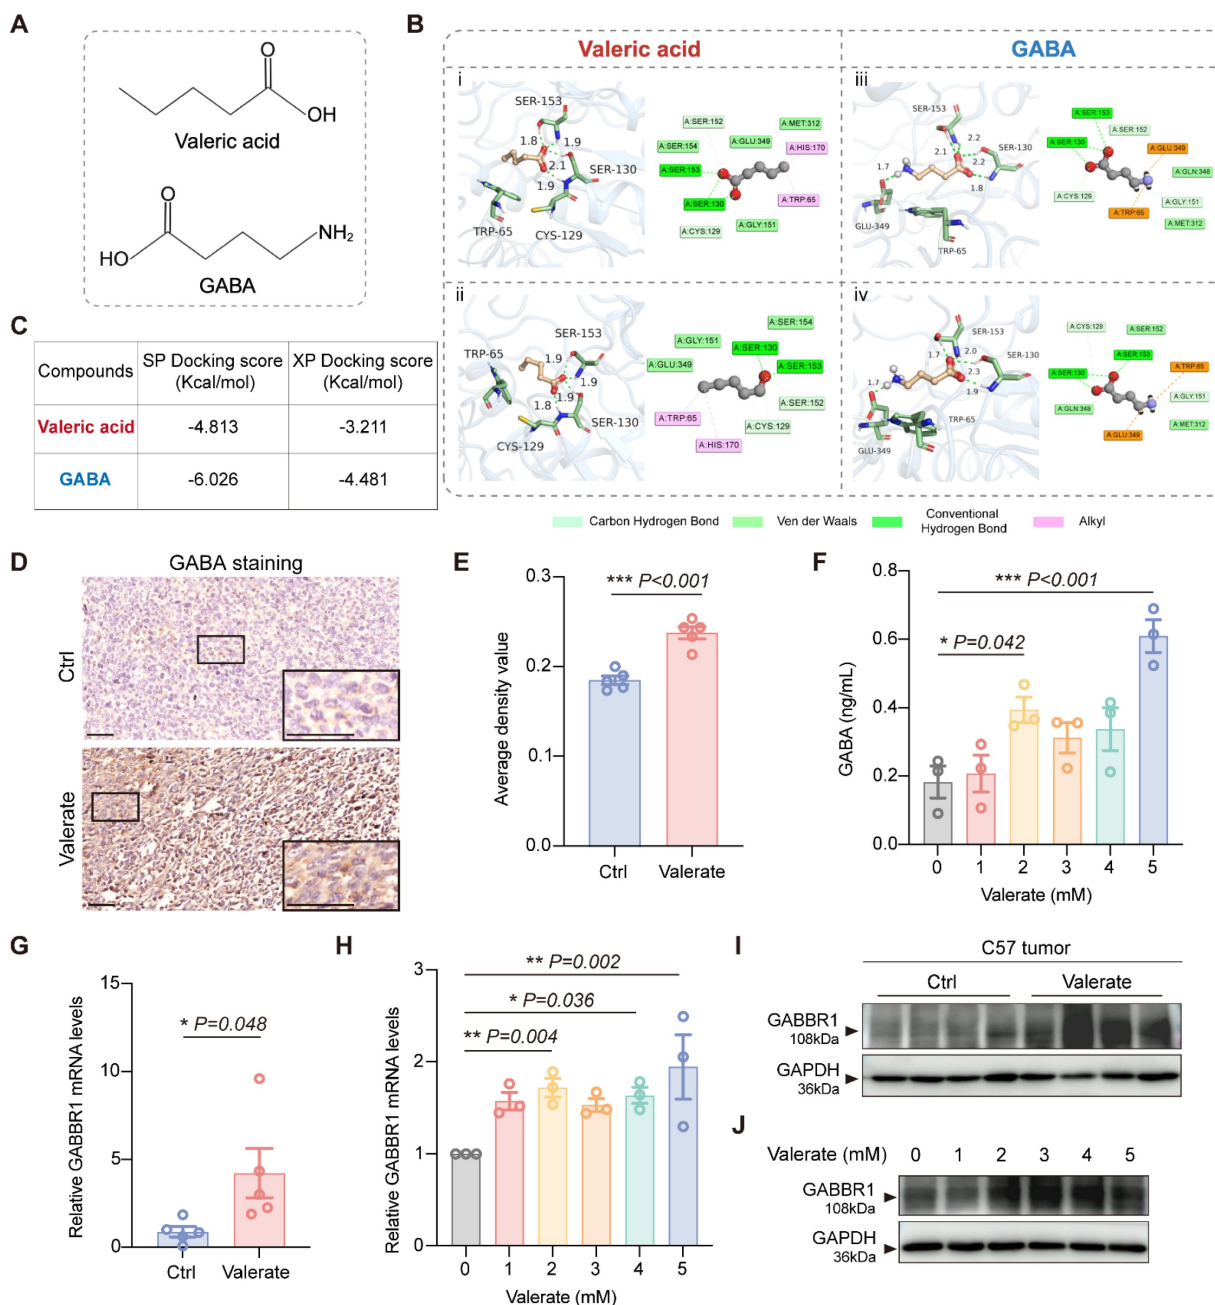 A
O
OH
Valeric acid
O
HO
NH₂
GABA
B
Valeric acid
GABA
i
SER-153
1.8
1.9
2.1
1.9
SER-130
TRP-65
CYS-129
A:SER:152
A:MET:312
A:SER:154
A:GLU:349
A:HIS:170
A:SER:153
A:SER:130
A:TRP:65
A:CYS:129
A:GLY:151
iii
SER-153
2.2
2.1
2.2
SER-130
1.7
1.8
GLU-349
TRP-65
A:SER:153
A:SER:152
A:SER:130
A:GLU:349
A:GLN:348
A:CYS:129
A:GLY:151
A:TRP:65
A:MET:312
ii
SER-153
TRP-65
1.9
1.9
1.9
1.8
SER-130
CYS-129
A:SER:154
A:GLY:151
A:SER:130
A:GLU:349
A:SER:153
A:SER:152
A:TRP:65
A:CYS:129
A:HIS:170
iv
SER-153
1.7
2.0
SER-130
2.3
1.7
1.9
TRP-65
GLU-349
A:CYS:129
A:SER:152
A:SER:153
A:TRP:65
A:SER:130
A:GLY:151
A:GLN:348
A:MET:312
A:GLU:349
Carbon Hydrogen Bond
Ven der Waals
Conventional
Hydrogen Bond
Alkyl
C
Compounds
SP Docking score
(Kcal/mol)
XP Docking score
(Kcal/mol)
Valeric acid
-4.813
-3.211
GABA
-6.026
-4.481
D
GABA staining
Ctrl
Valerate
E
*** P<0.001
Average density value
0.3
0.2
0.1
0.0
Ctrl
Valerate
F
*** P<0.001
* P=0.042
GABA (ng/mL)
0.8
0.6
0.4
0.2
0.0
0 1 2 3 4 5
Valerate (mM)
G
* P=0.048
Relative GABBR1 mRNA levels
15
10
5
0
Ctrl
Valerate
H
** P=0.002
* P=0.036
** P=0.004
Relative GABBR1 mRNA levels
3
2
1
0
0 1 2 3 4 5
Valerate (mM)
I
C57 tumor
Ctrl
Valerate
GABBR1
108kDa
GAPDH
36kDa
J
Valerate (mM) 0 1 2 3 4 5
GABBR1
108kDa
GAPDH
36kDa